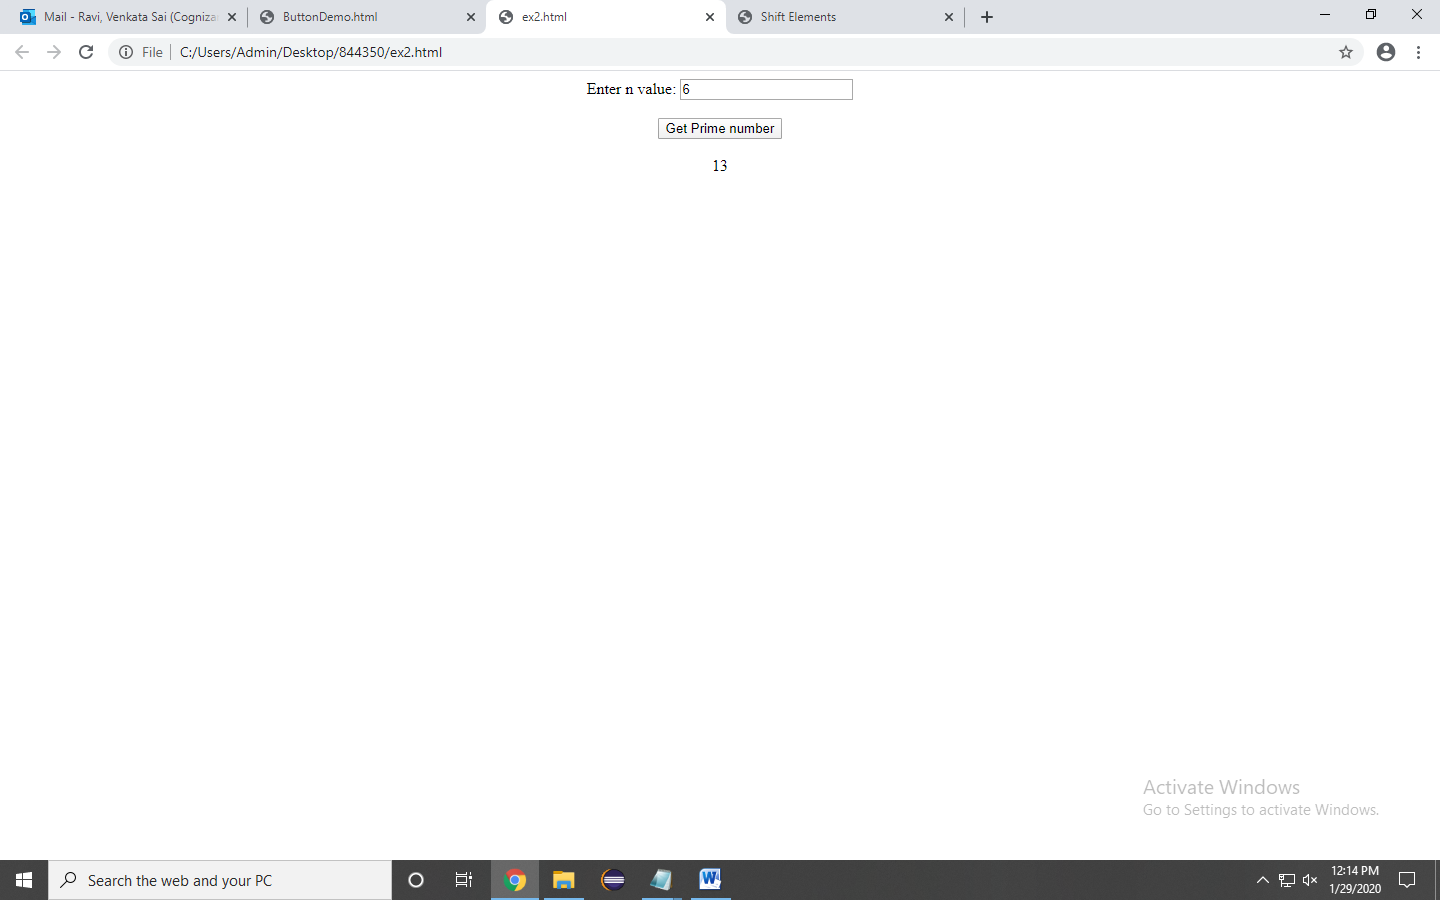 Mail - Ravi, Venkata Sai (Cogniza
ButtonDemo.html
ex2.html
Shift Elements
File
C:/Users/Admin/Desktop/844350/ex2.html
Enter n value: 6
Get Prime number
13
Activate Windows
Go to Settings to activate Windows.
Search the web and your PC
12:14 PM
1/29/2020